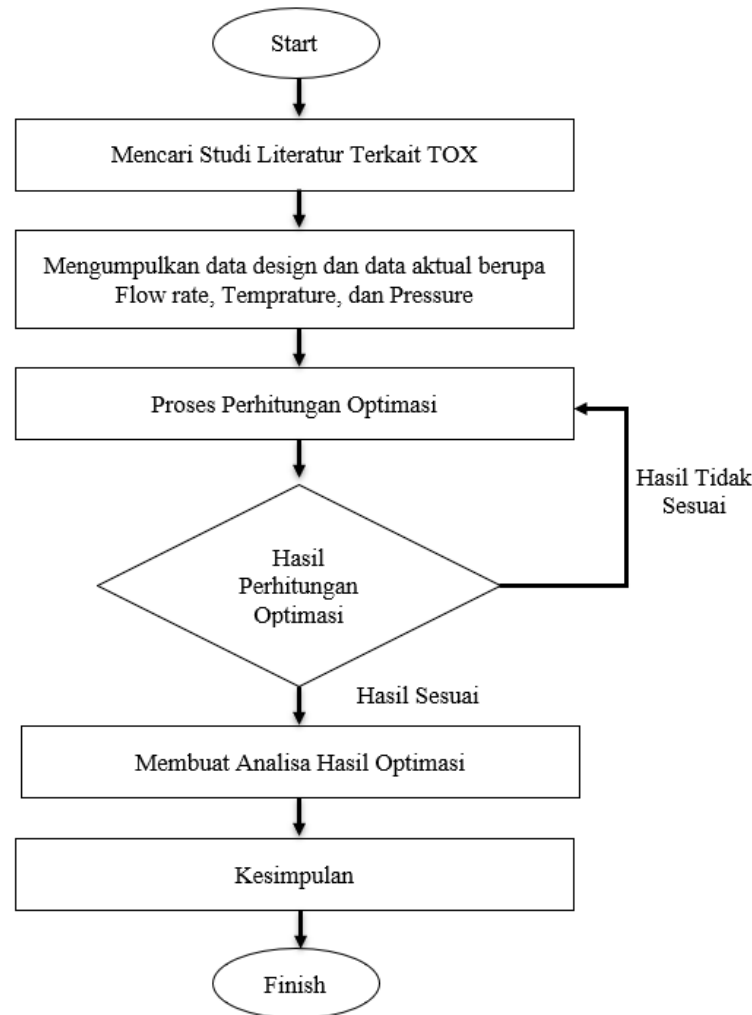 Start
Mencari Studi Literatur Terkait TOX
Mengumpulkan data design dan data aktual berupa
Flow rate, Temprature, dan Pressure
Proses Perhitungan Optimasi
Hasil Tidak
Sesuai
Hasil
Perhitungan
Optimasi
Hasil Sesuai
Membuat Analisa Hasil Optimasi
Kesimpulan
Finish